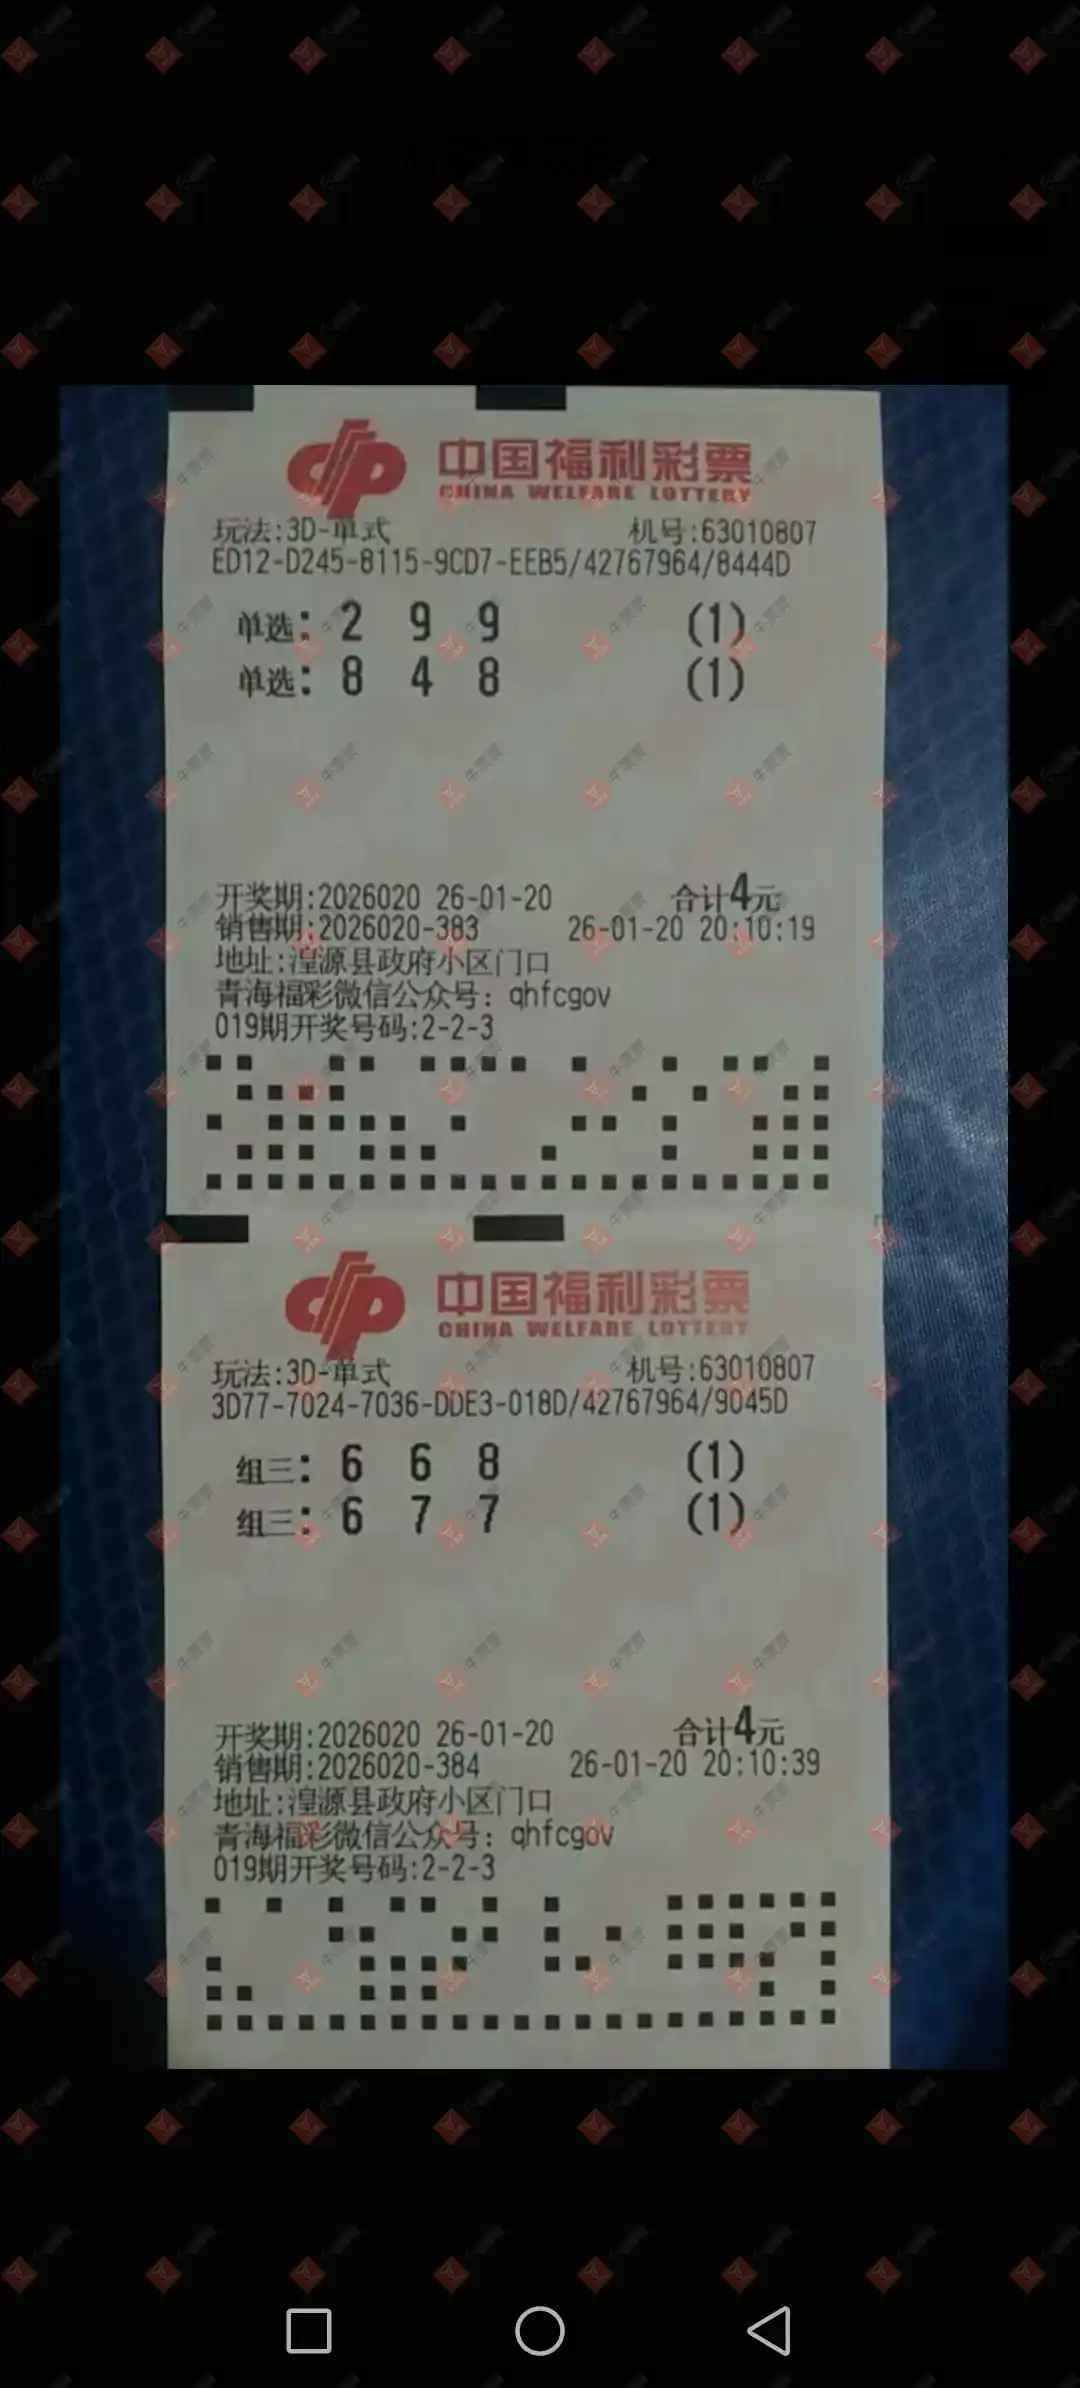 中国福利彩票
CHINA WELFARE LOTTERY
玩法:3D-单式 机号:63010807
ED12-D245-8115-9CD7-EEB5/42767964/8444D
单选: 2 9 9 (1)
单选: 8 4 8 (1)
开奖期:2026020 26-01-20 合计4元
销售期:2026020-383 26-01-20 20:10:19
地址:湟源县政府小区门口
青海福彩微信公众号: qhfcgov
019期开奖号码:2-2-3
中国福利彩票
CHINA WELFARE LOTTERY
玩法:3D-单式 机号:63010807
3D77-7024-7036-DDE3-018D/42767964/9045D
组三: 6 6 8 (1)
组三: 6 7 7 (1)
开奖期:2026020 26-01-20 合计4元
销售期:2026020-384 26-01-20 20:10:39
地址:湟源县政府小区门口
青海福彩微信公众号: qhfcgov
019期开奖号码:2-2-3